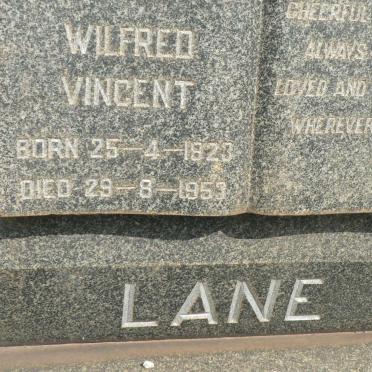 WILFRED
VINCENT
BORN 25-4-1923
DIED 29-8-1953
CHEERFUL
ALWAYS
LOVED AND
WHEREVER
LANE